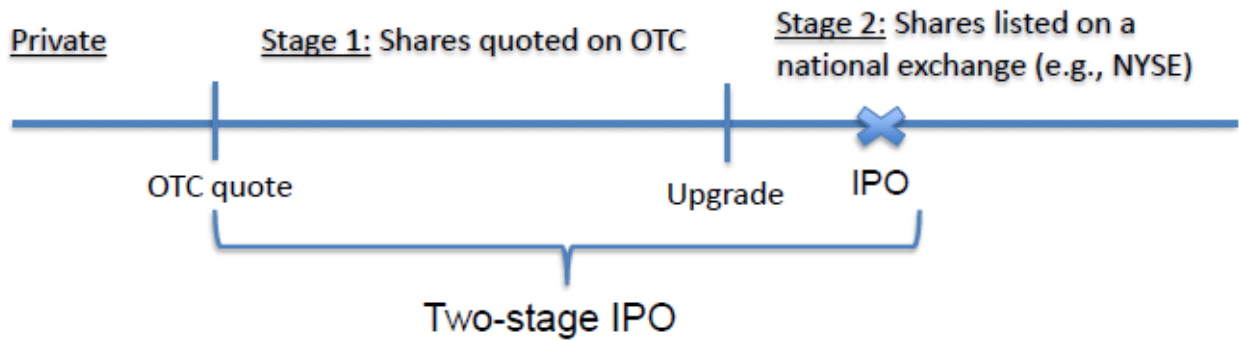 Private
Stage 1: Shares quoted on OTC
Stage 2: Shares listed on a
national exchange (e.g., NYSE)
OTC quote
Upgrade
IPO
Two-stage IPO